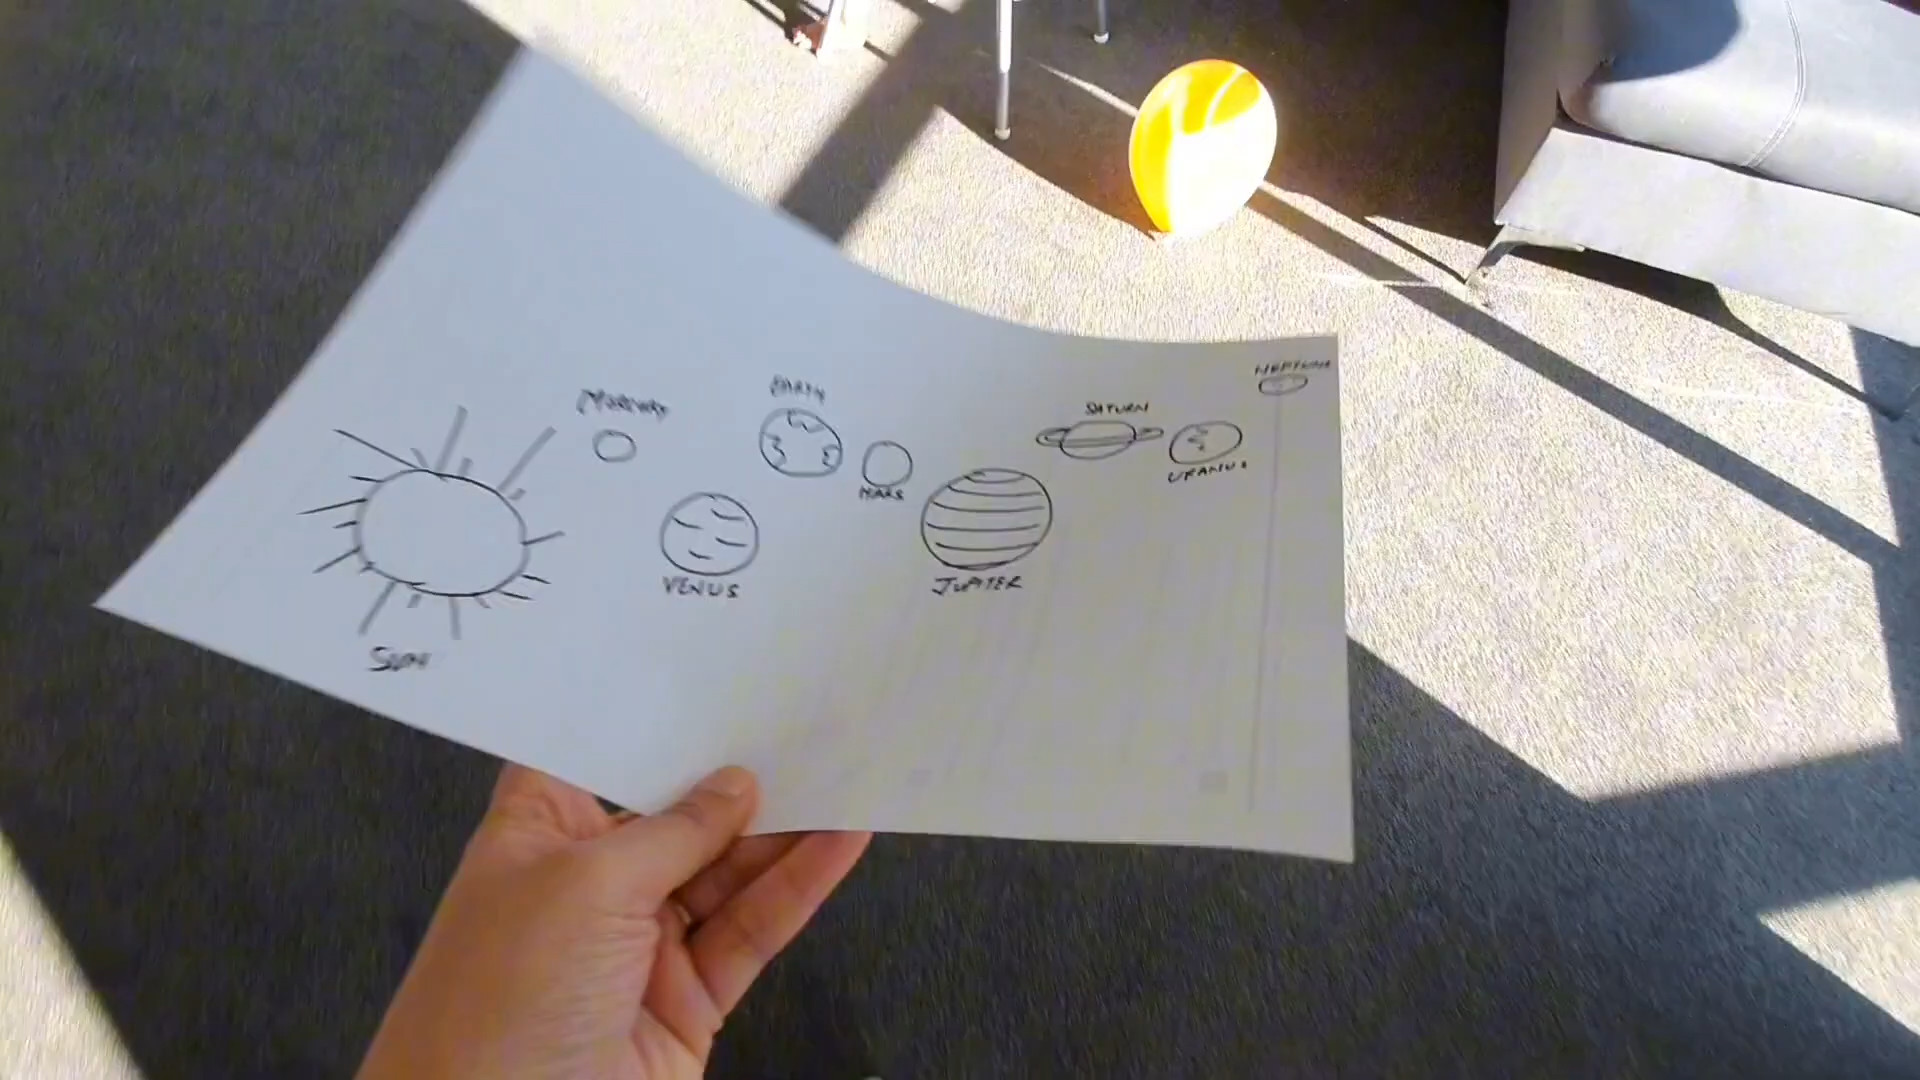 NEPTUNE
EARTH
MERCURY
SATURN
URANUS
MARS
VENUS
JUPITER
SUN